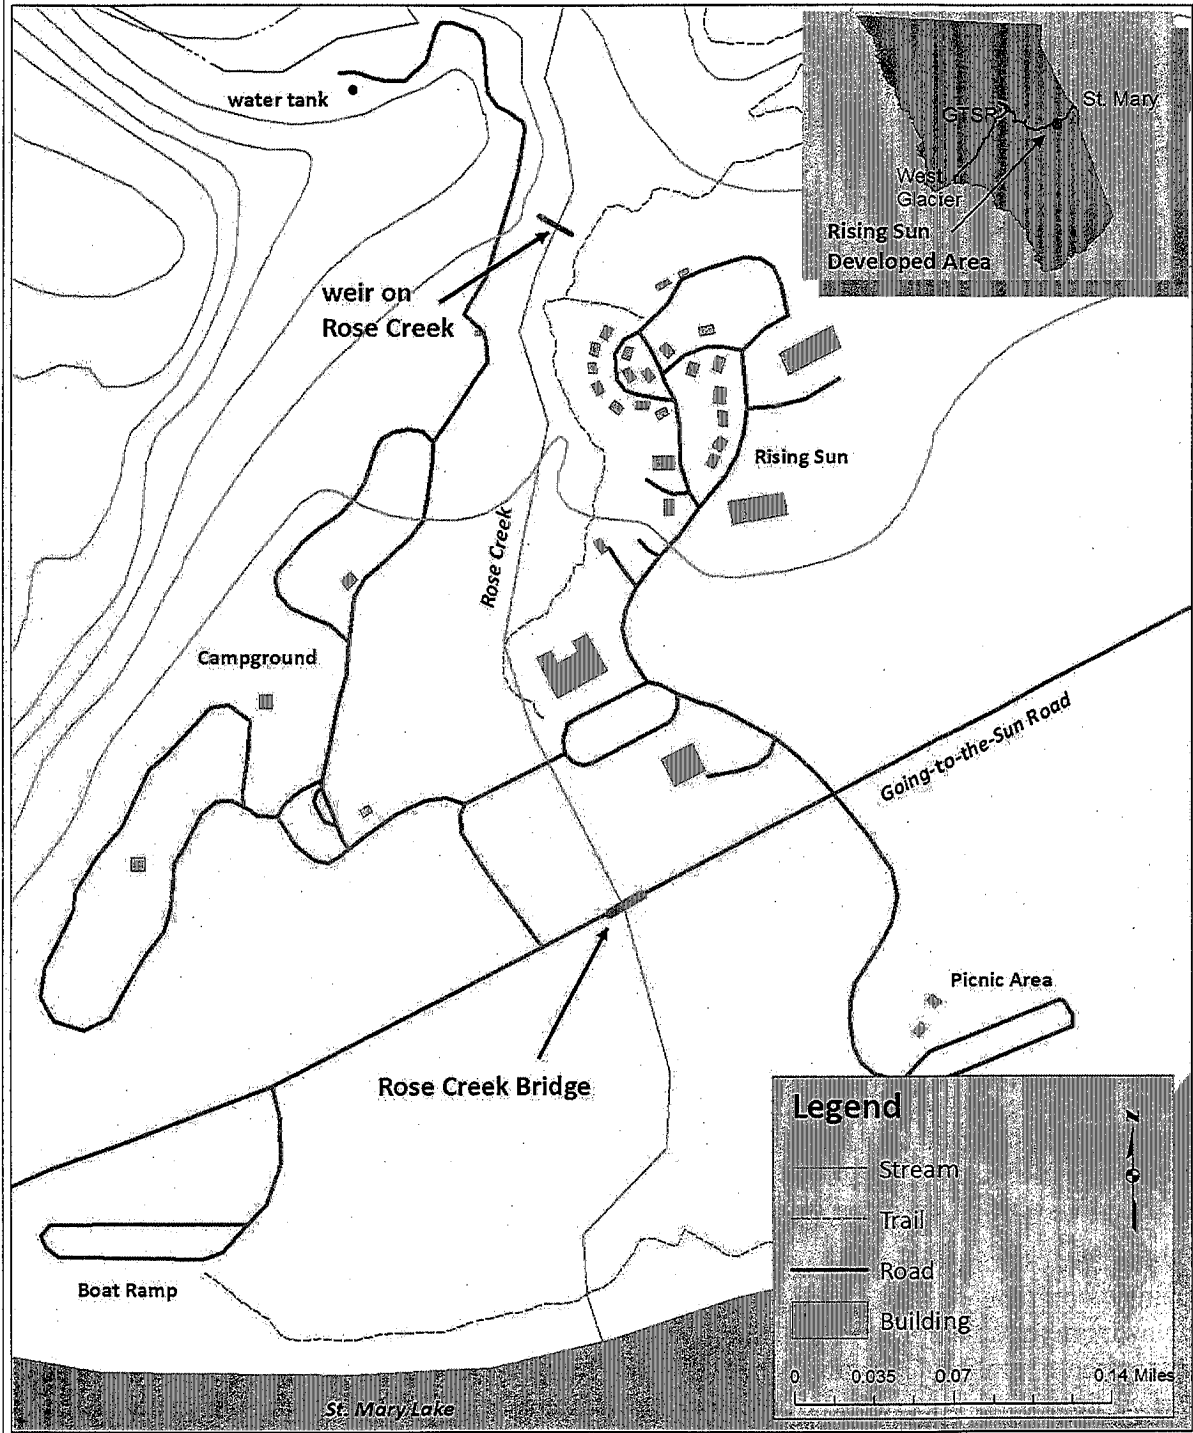 water tank
GTSR
St. Mary
West
Glacier
Rising Sun
Developed Area
weir on
Rose Creek
Rising Sun
Rose Creek
Campground
Going-to-the-Sun Road
Picnic Area
Rose Creek Bridge
Legend
N
Stream
Trail
Road
Building
0 0.035 0.07 0.14 Miles
Boat Ramp
St. Mary Lake